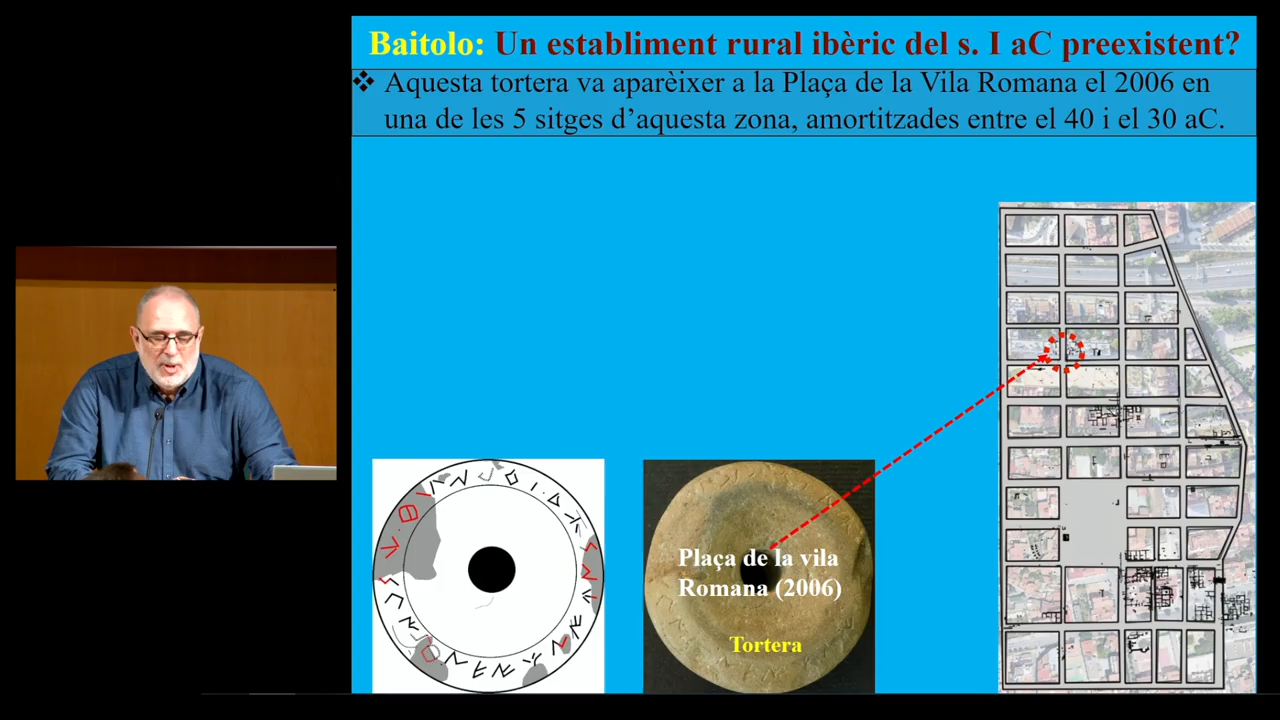 Baitolo: Un establiment rural ibèric del s. I aC preexistent?
❖ Aquesta tortera va aparèixer a la Plaça de la Vila Romana el 2006 en
una de les 5 sitges d’aquesta zona, amortitzades entre el 40 i el 30 aC.
Plaça de la vila
Romana (2006)
Tortera